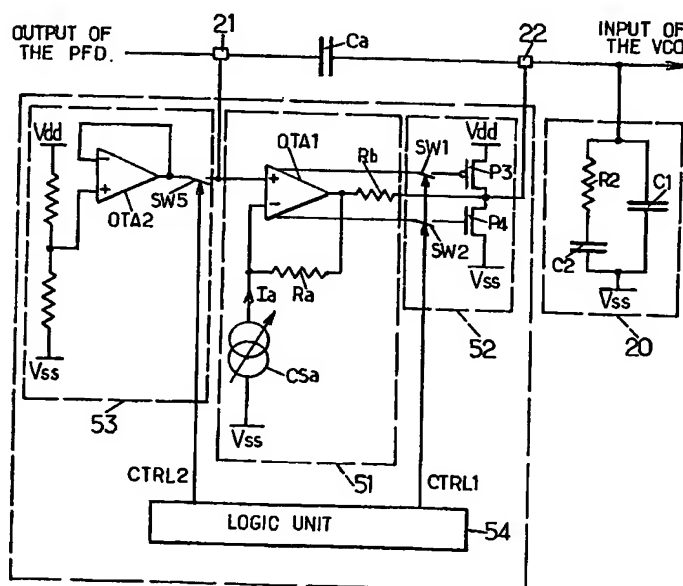 OUTPUT OF
THE PFD.
21
Ca
22
INPUT OF
THE VCO
Vdd
OTA2
SW5
Vss
53
OTA1
Rb
Ia
Ra
CSa
Vss
51
SW1
SW2
Vdd
P3
P4
Vss
52
R2
C1
C2
Vss
20
CTRL2
CTRL1
LOGIC UNIT
54